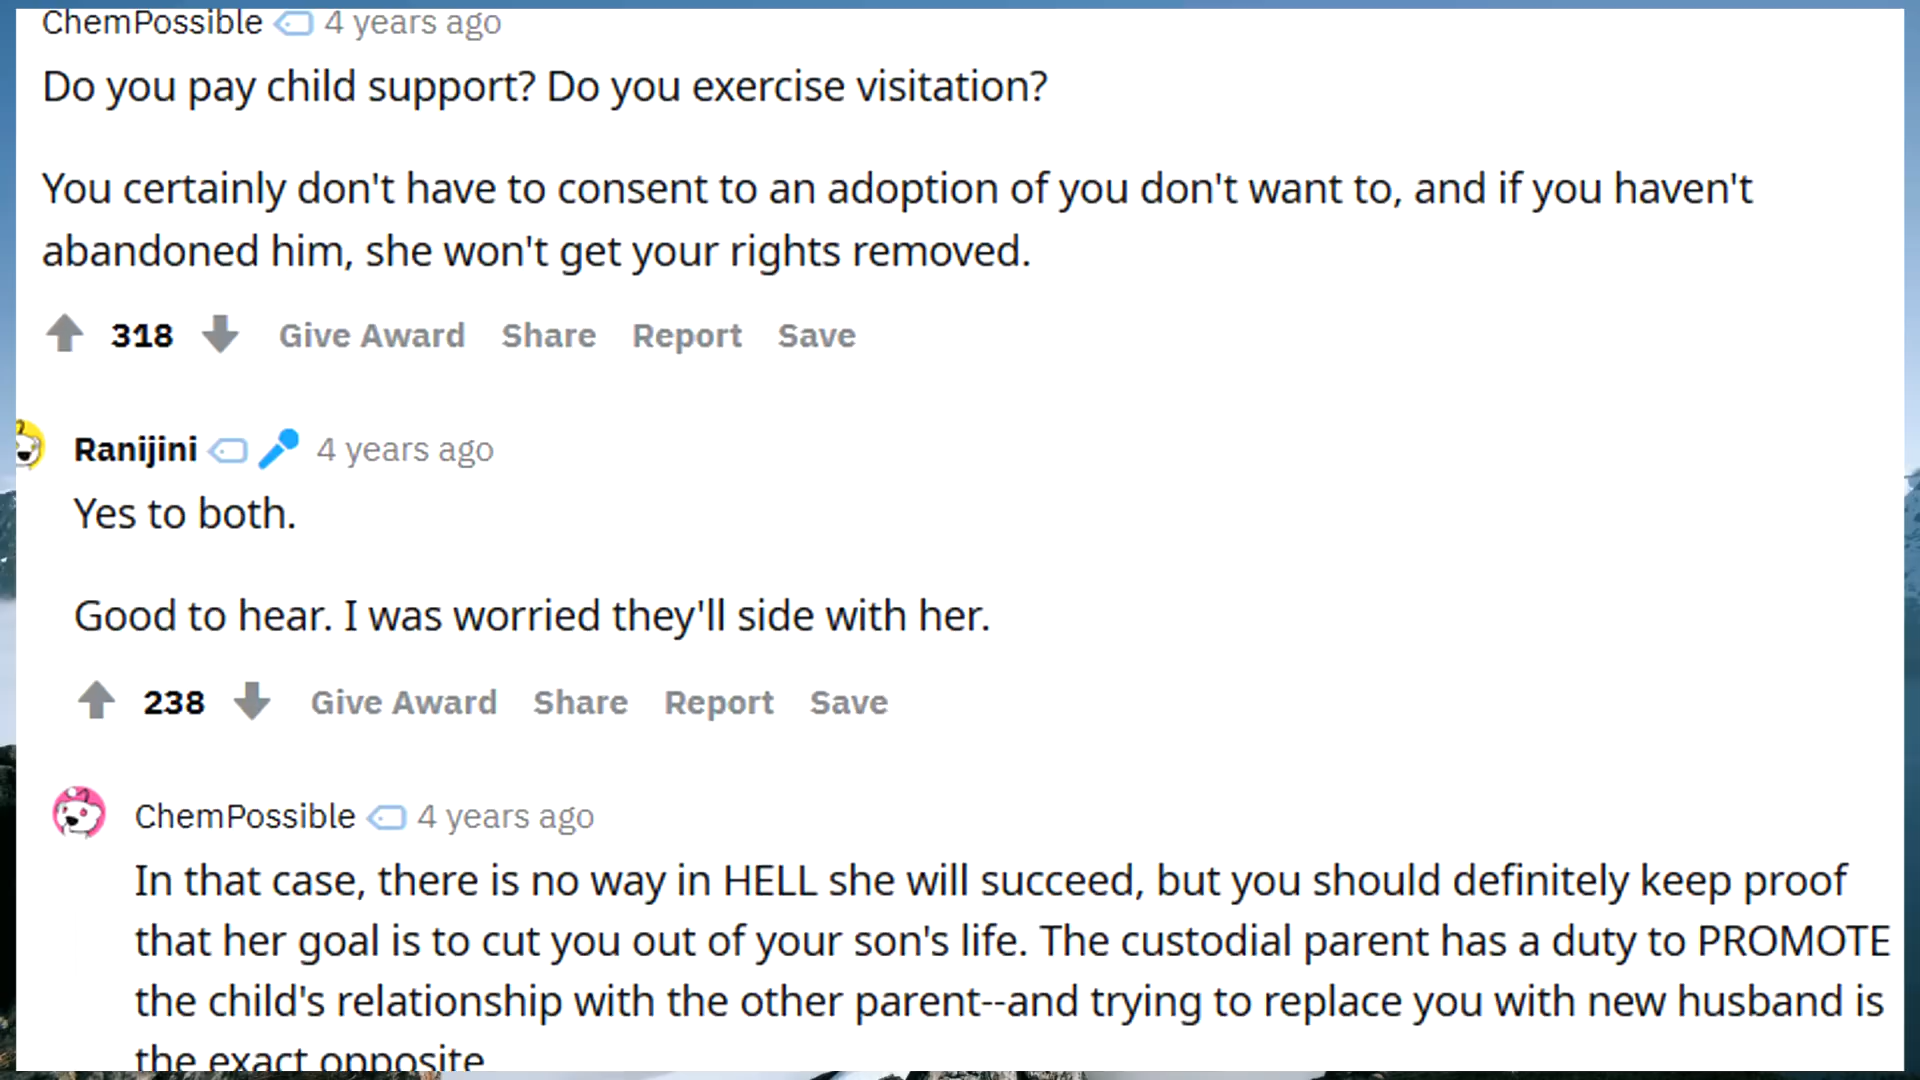 ChemPossible 4 years ago
Do you pay child support? Do you exercise visitation?
You certainly don't have to consent to an adoption of you don't want to, and if you haven't
abandoned him, she won't get your rights removed.
318 Give Award Share Report Save
Ranijini 4 years ago
Yes to both.
Good to hear. I was worried they'll side with her.
238 Give Award Share Report Save
ChemPossible 4 years ago
In that case, there is no way in HELL she will succeed, but you should definitely keep proof
that her goal is to cut you out of your son's life. The custodial parent has a duty to PROMOTE
the child's relationship with the other parent--and trying to replace you with new husband is
the exact opposite